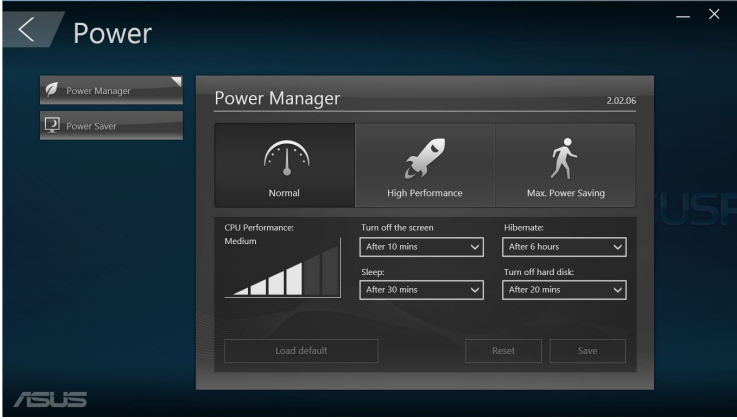 Power
Power Manager
Power Saver
Power Manager
2.02.06
Normal
High Performance
Max. Power Saving
CPU Performance:
Medium
Turn off the screen
After 10 mins
Hibernate:
After 6 hours
Sleep:
After 30 mins
Turn off hard disk:
After 20 mins
Load default
Reset
Save
ASUS